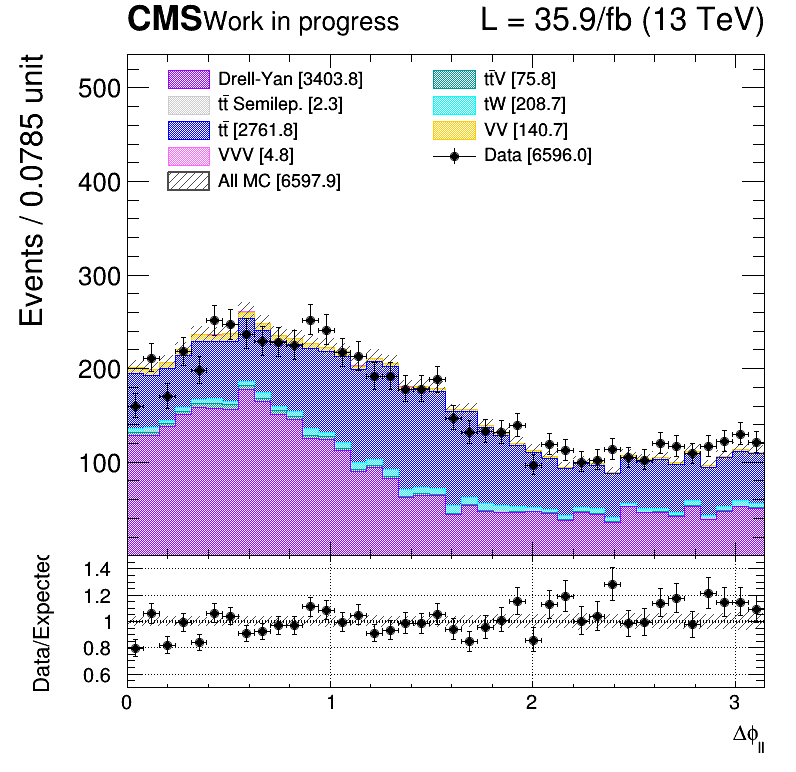 CMS Work in progress L = 35.9/fb (13 TeV)
Events / 0.0785 unit
500
400
300
200
100
Drell-Yan [3403.8]
tt̄ Semilep. [2.3]
tt̄ [2761.8]
VVV [4.8]
All MC [6597.9]
tt̄V [75.8]
tW [208.7]
VV [140.7]
Data [6596.0]
Data/Expected
1.4
1.2
1
0.8
0.6
0 1 2 3
Δϕ_ll